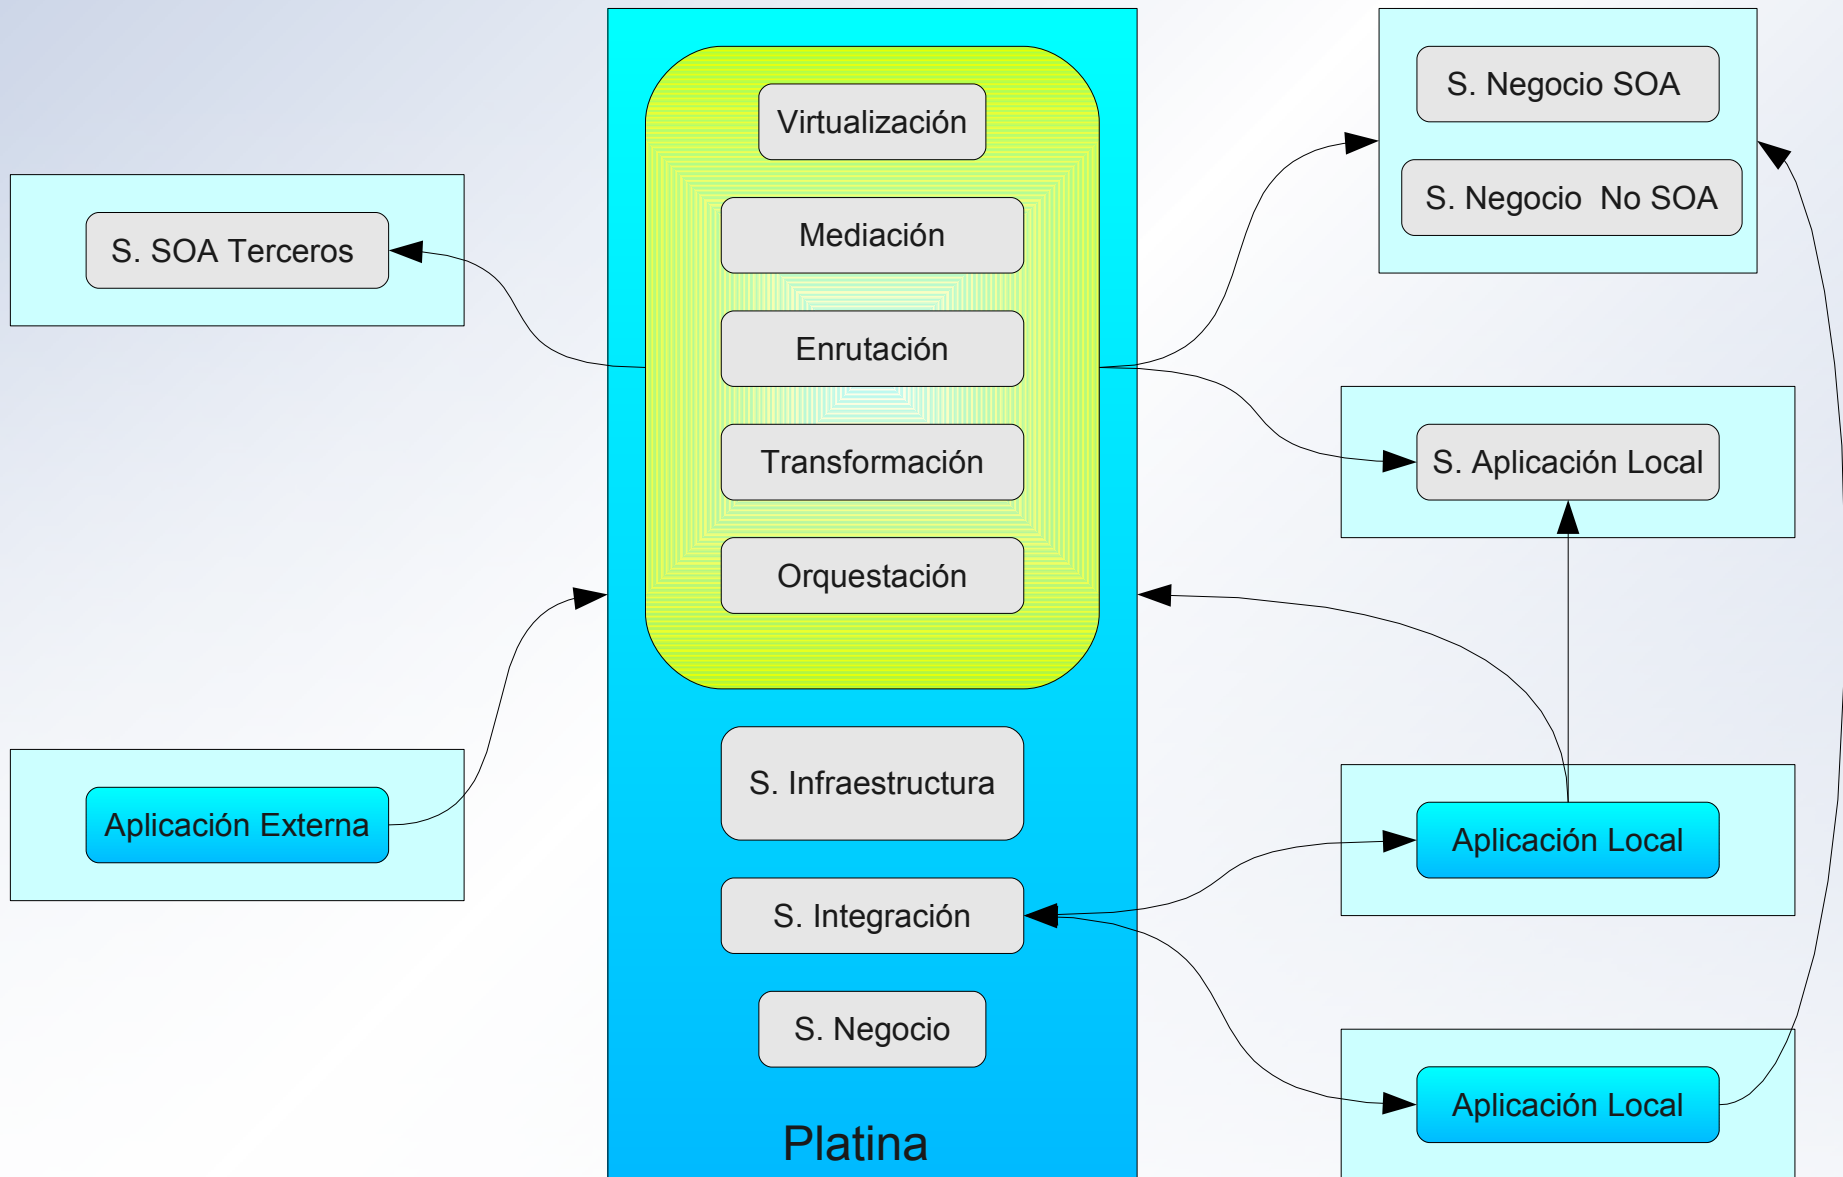 S. SOA Terceros
Aplicación Externa
Virtualización
Mediación
Enrutación
Transformación
Orquestación
S. Infraestructura
S. Integración
S. Negocio
Platina
S. Negocio SOA
S. Negocio No SOA
S. Aplicación Local
Aplicación Local
Aplicación Local